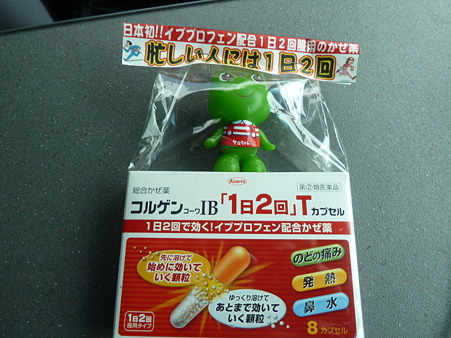 日本初!!イブプロフェン配合1日2回服用のかぜ薬
忙しい人には1日2回
ケロちゃん
Kowa
総合かぜ薬
第②類医薬品
コルゲンコーワIB「1日2回」Tカプセル
1日2回で効く!イブプロフェン配合かぜ薬
先に溶けて
始めに効いて
いく顆粒
のどの痛み
発熱
鼻水
ゆっくり溶けて
あとまで効いて
いく顆粒
1日2回
服用タイプ
8カプセル